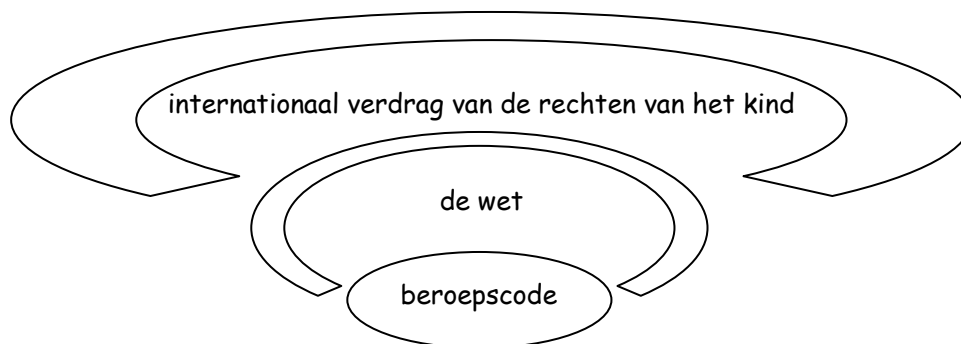 internationaal verdrag van de rechten van het kind
de wet
beroepscode